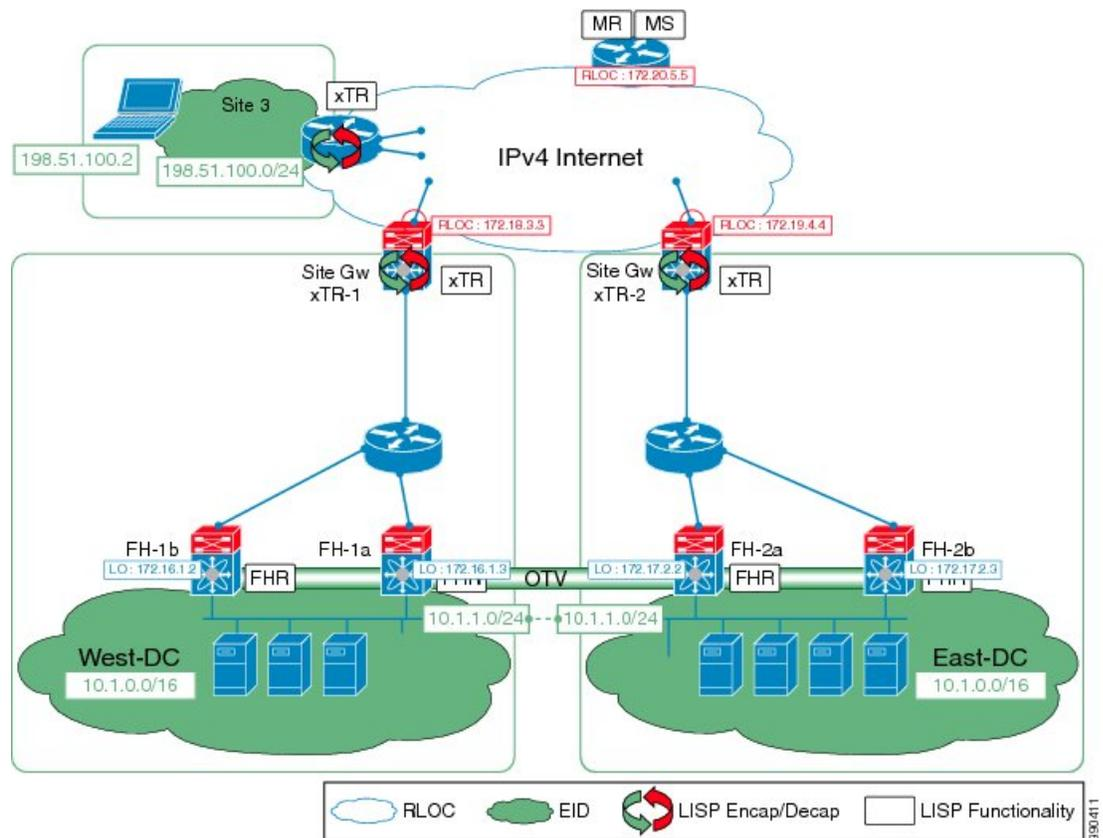 MR MS
RLOC : 172.20.5.5
xTR
Site 3
198.51.100.2
198.51.100.0/24
IPv4 Internet
RLOC : 172.18.3.3
RLOC : 172.19.4.4
Site Gw
xTR-1
xTR
Site Gw
xTR-2
xTR
FH-1b
FH-1a
FH-2a
FH-2b
LO : 172.16.1.2
FHR
LO : 172.16.1.3
FHR
OTV
LO : 172.17.2.2
FHR
LO : 172.17.2.3
FHR
10.1.1.0/24
10.1.1.0/24
West-DC
10.1.0.0/16
East-DC
10.1.0.0/16
RLOC
EID
LISP Encap/Decap
LISP Functionality